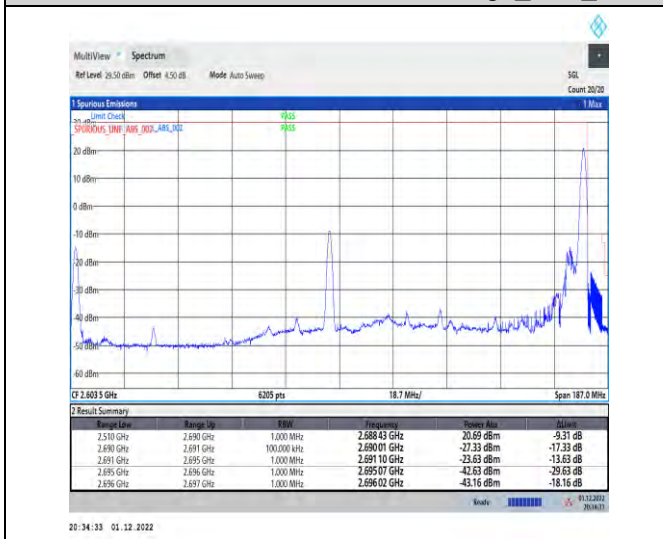 MultiView Spectrum
Ref Level 29.50 dBm Offset 4.50 dB Mode Auto Sweep
SGL
Count 20/20
1 Spurious Emissions 1 Max
Limit Check PASS
PASS
20 dBm
10 dBm
0 dBm
-10 dBm
-20 dBm
-30 dBm
-40 dBm
-50 dBm
-60 dBm
CF 2.603 5 GHz 6205 pts 18.7 MHz/ Span 187.0 MHz
2 Result Summary
Range Low Range Up RBW Frequency Power Abs ΔLimit
2.510 GHz 2.690 GHz 1.000 MHz 2.688 43 GHz 20.69 dBm -9.31 dB
2.690 GHz 2.691 GHz 100.000 kHz 2.690 01 GHz -27.33 dBm -17.33 dB
2.691 GHz 2.695 GHz 1.000 MHz 2.691 10 GHz -23.63 dBm -13.63 dB
2.695 GHz 2.696 GHz 1.000 MHz 2.695 07 GHz -42.63 dBm -29.63 dB
2.696 GHz 2.697 GHz 1.000 MHz 2.696 02 GHz -43.16 dBm -18.16 dB
Ready 01.12.2022
20:34:33 01.12.2022